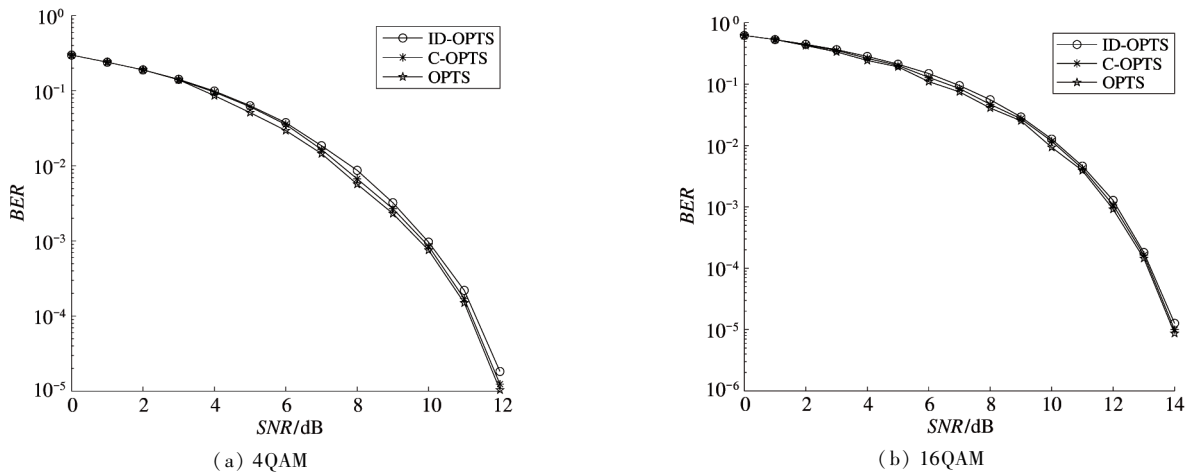 10^0
10^-1
10^-2
10^-3
10^-4
10^-5
BER
0 2 4 6 8 10 12
SNR/dB
ID-OPTS
C-OPTS
OPTS
(a) 4QAM
10^0
10^-1
10^-2
10^-3
10^-4
10^-5
10^-6
BER
0 2 4 6 8 10 12 14
SNR/dB
ID-OPTS
C-OPTS
OPTS
(b) 16QAM